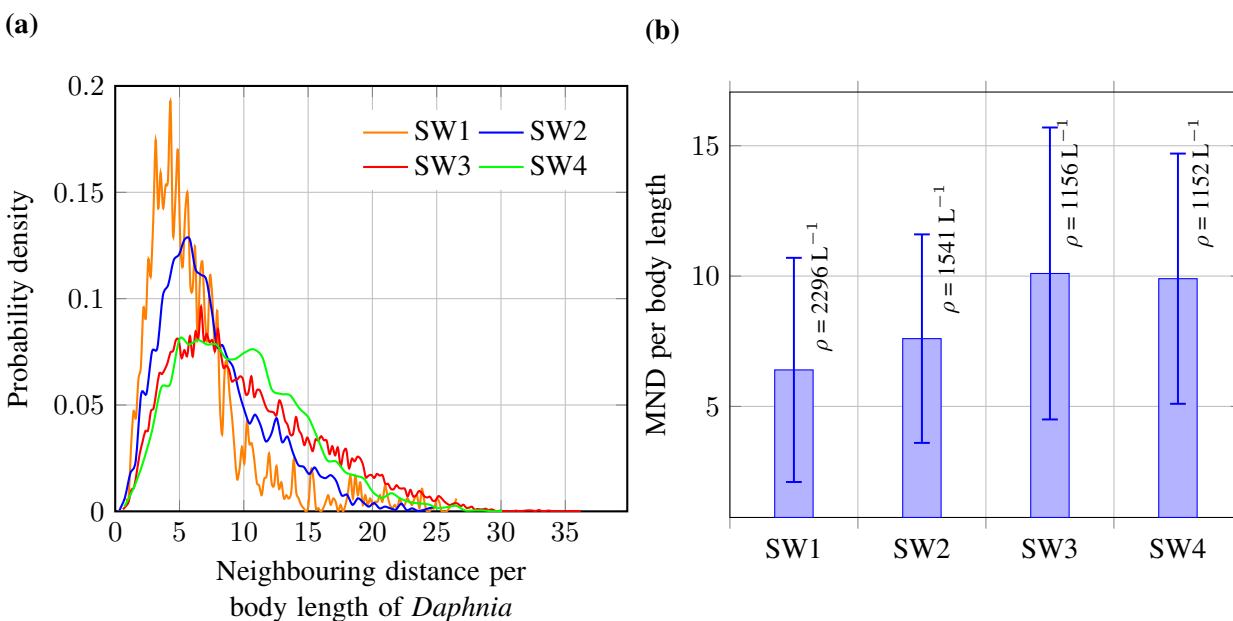 (a)
Probability density
0.2
0.15
0.1
0.05
0
SW1 SW2
SW3 SW4
0 5 10 15 20 25 30 35
Neighbouring distance per
body length of Daphnia
(b)
MND per body length
15
10
5
ρ = 2296 L⁻¹
ρ = 1541 L⁻¹
ρ = 1156 L⁻¹
ρ = 1152 L⁻¹
SW1 SW2 SW3 SW4